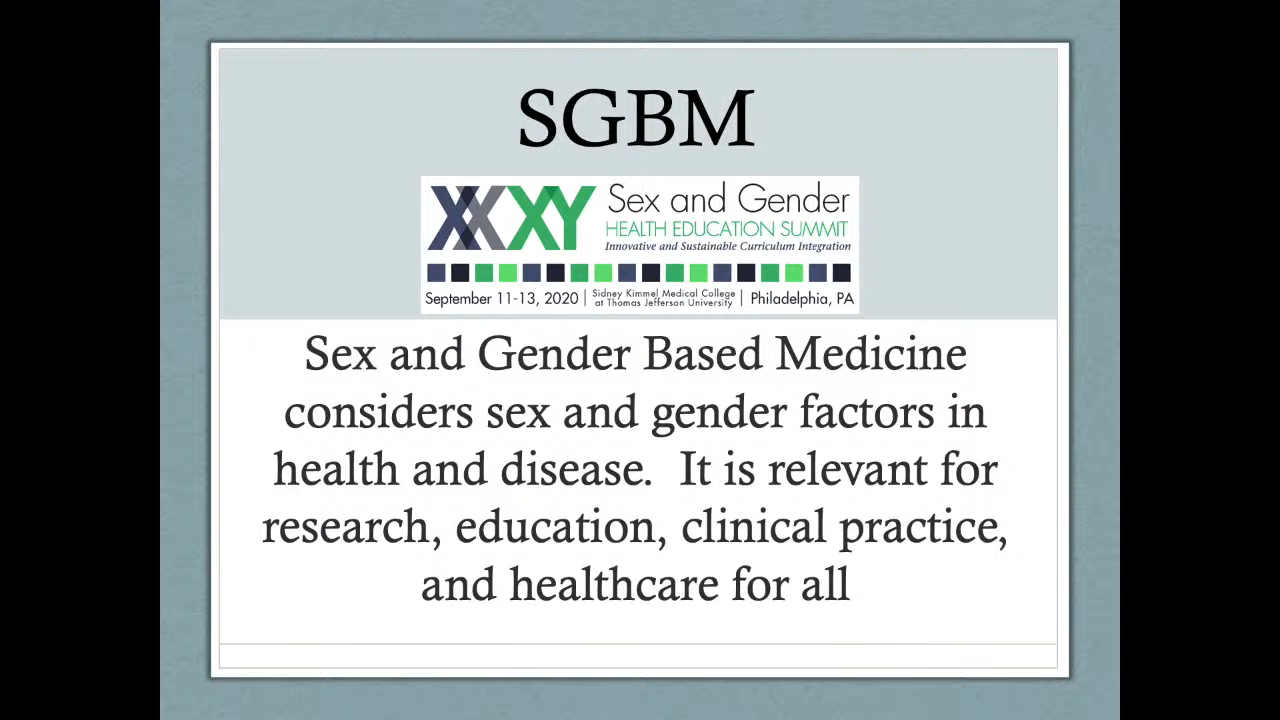 SGBM
XXXY Sex and Gender
HEALTH EDUCATION SUMMIT
Innovative and Sustainable Curriculum Integration
September 11-13, 2020 | Sidney Kimmel Medical College at Thomas Jefferson University | Philadelphia, PA
Sex and Gender Based Medicine
considers sex and gender factors in
health and disease.  It is relevant for
research, education, clinical practice,
and healthcare for all